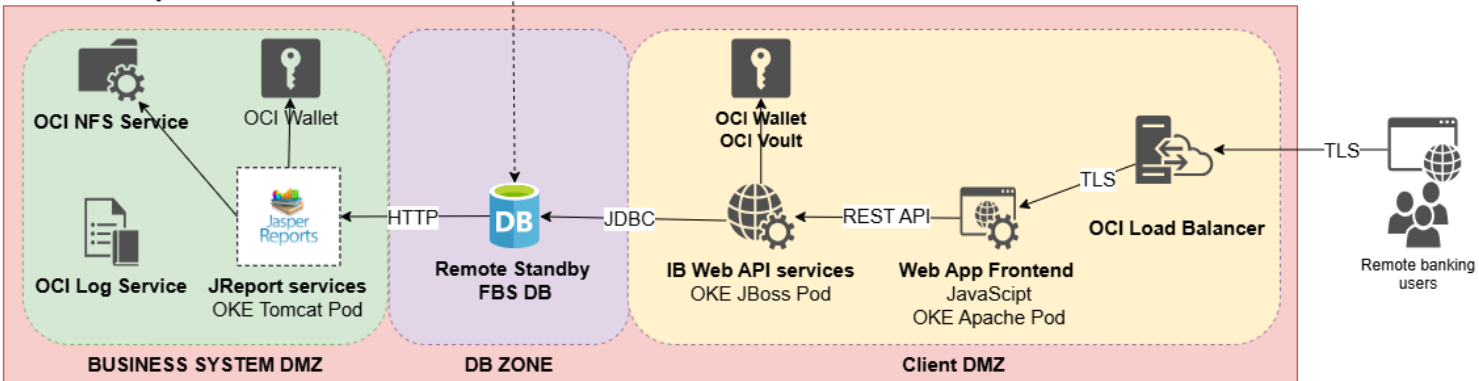 OCI NFS Service
OCI Wallet
OCI Log Service
Jasper
Reports
JReport services
OKE Tomcat Pod
BUSINESS SYSTEM DMZ
HTTP
DB
Remote Standby
FBS DB
DB ZONE
JDBC
OCI Wallet
OCI Voult
IB Web API services
OKE JBoss Pod
REST API
Web App Frontend
JavaScipt
OKE Apache Pod
TLS
OCI Load Balancer
Client DMZ
TLS
Remote banking
users